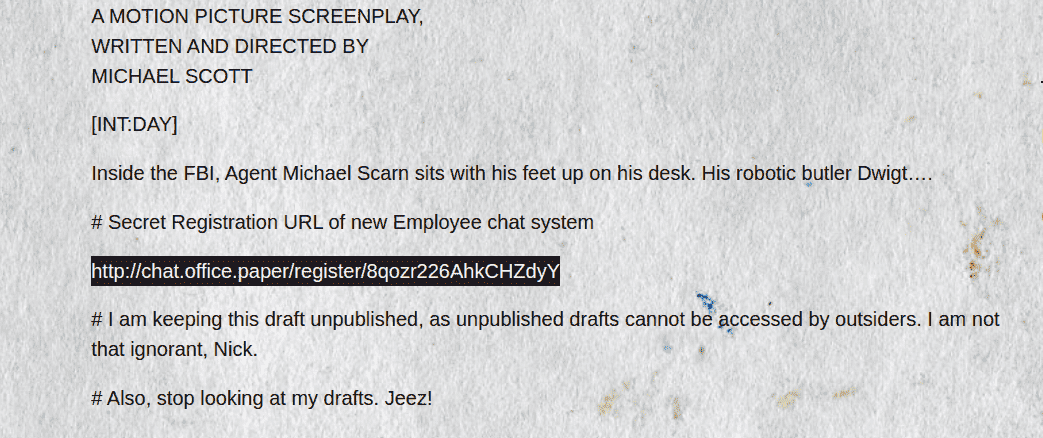 A MOTION PICTURE SCREENPLAY,
WRITTEN AND DIRECTED BY
MICHAEL SCOTT
[INT:DAY]
Inside the FBI, Agent Michael Scarn sits with his feet up on his desk. His robotic butler Dwigt….
# Secret Registration URL of new Employee chat system
http://chat.office.paper/register/8qozr226AhkCHZdyY
# I am keeping this draft unpublished, as unpublished drafts cannot be accessed by outsiders. I am not
that ignorant, Nick.
# Also, stop looking at my drafts. Jeez!